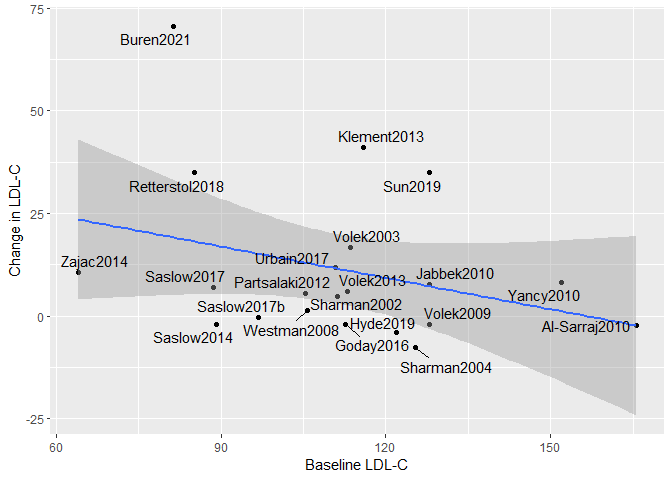 75
50
25
0
-25
Change in LDL-C
Buren2021
Klement2013
Retterstol2018
Sun2019
Volek2003
Zajac2014
Urbain2017
Saslow2017
Partsalaki2012
Volek2013
Jabbek2010
Saslow2017b
Sharman2002
Yancy2010
Westman2008
Hyde2019
Volek2009
Al-Sarraj2010
Saslow2014
Goday2016
Sharman2004
60
90
120
150
Baseline LDL-C